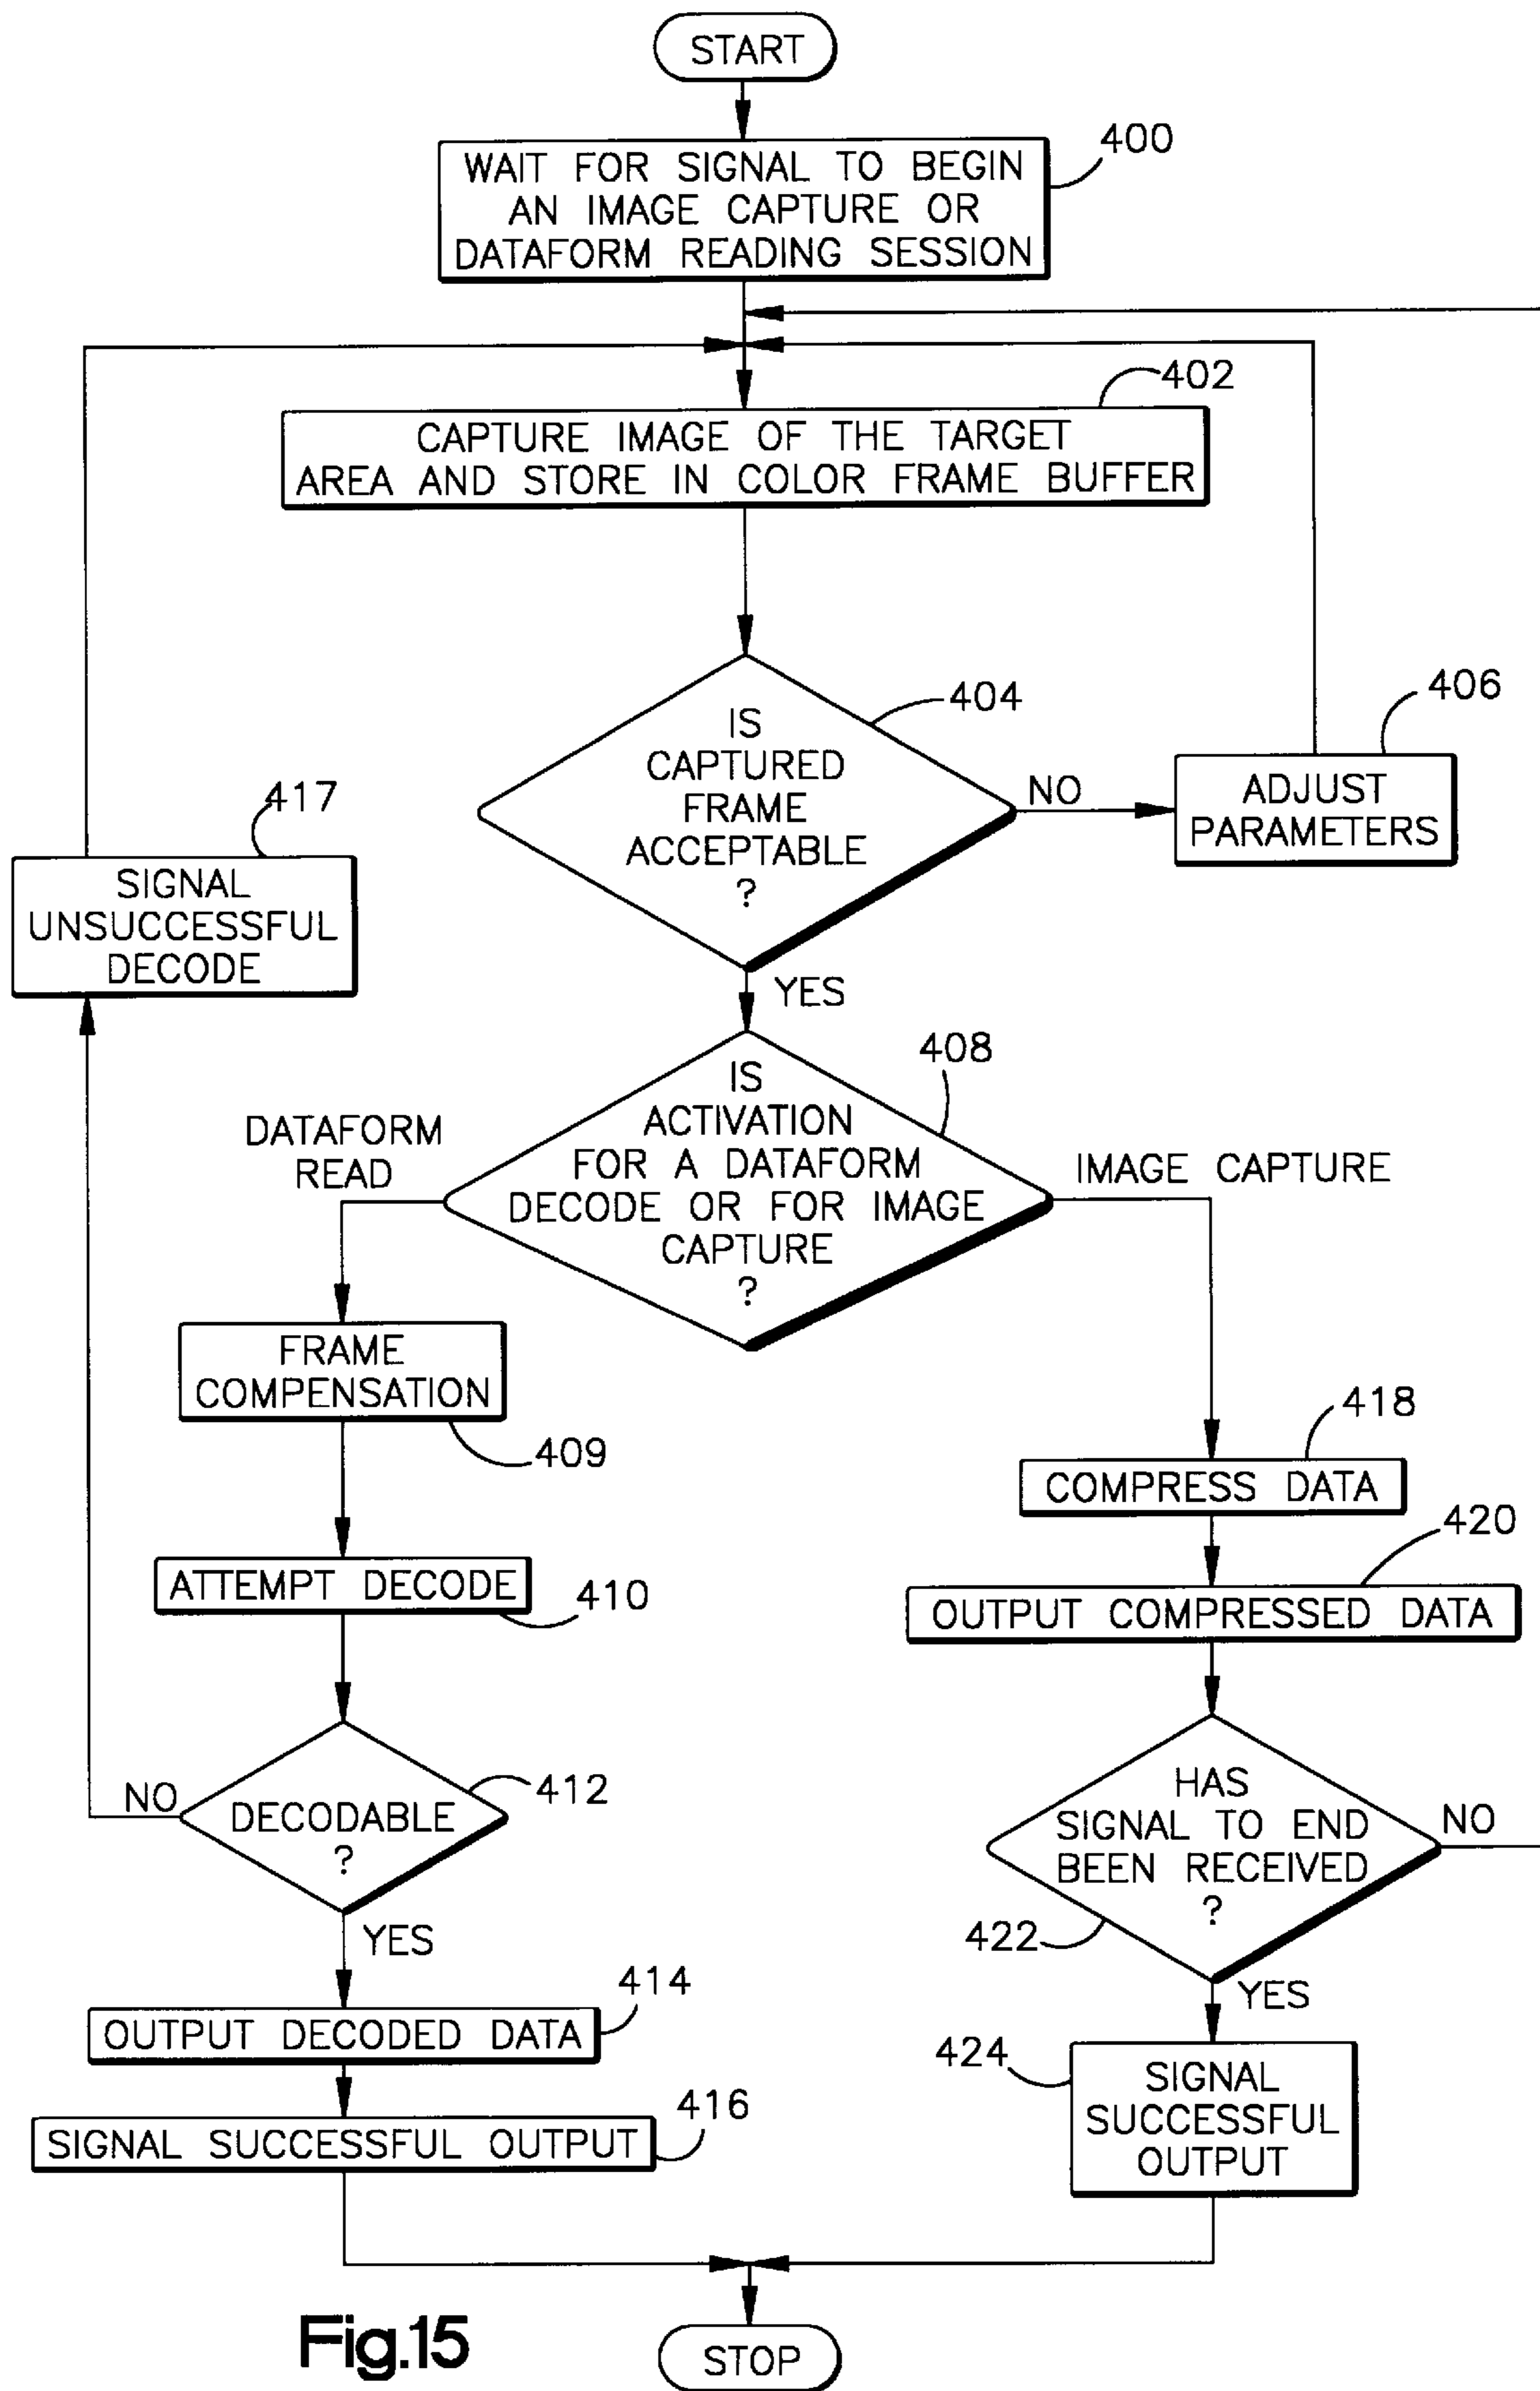 START
400
WAIT FOR SIGNAL TO BEGIN
AN IMAGE CAPTURE OR
DATAFORM READING SESSION
402
CAPTURE IMAGE OF THE TARGET
AREA AND STORE IN COLOR FRAME BUFFER
404
IS
CAPTURED
FRAME
ACCEPTABLE
?
NO
406
ADJUST
PARAMETERS
417
SIGNAL
UNSUCCESSFUL
DECODE
YES
408
IS
ACTIVATION
FOR A DATAFORM
DECODE OR FOR IMAGE
CAPTURE
?
DATAFORM
READ
IMAGE CAPTURE
FRAME
COMPENSATION
409
ATTEMPT DECODE
410
412
DECODABLE
?
NO
YES
414
OUTPUT DECODED DATA
416
SIGNAL SUCCESSFUL OUTPUT
418
COMPRESS DATA
420
OUTPUT COMPRESSED DATA
HAS
SIGNAL TO END
BEEN RECEIVED
?
NO
422
YES
424
SIGNAL
SUCCESSFUL
OUTPUT
STOP
Fig.15